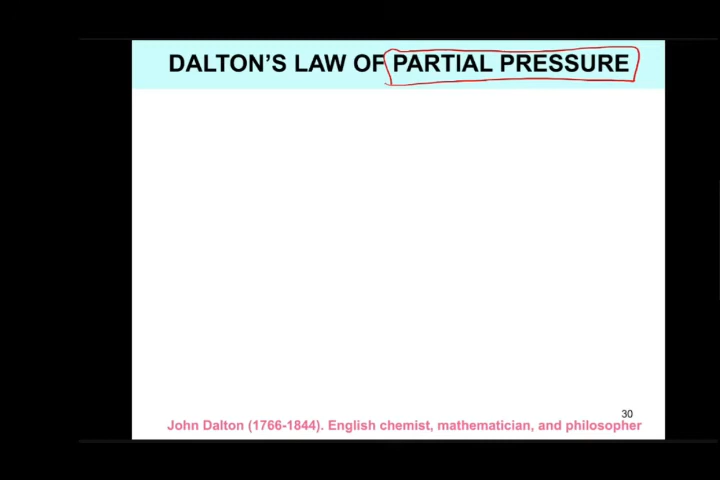 DALTON'S LAW OF PARTIAL PRESSURE
30
John Dalton (1766-1844). English chemist, mathematician, and philosopher